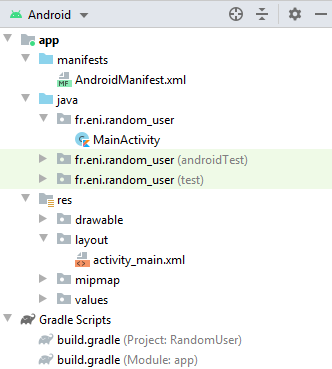 Android
app
manifests
AndroidManifest.xml
java
fr.eni.random_user
MainActivity
fr.eni.random_user (androidTest)
fr.eni.random_user (test)
res
drawable
layout
activity_main.xml
mipmap
values
Gradle Scripts
build.gradle (Project: RandomUser)
build.gradle (Module: app)